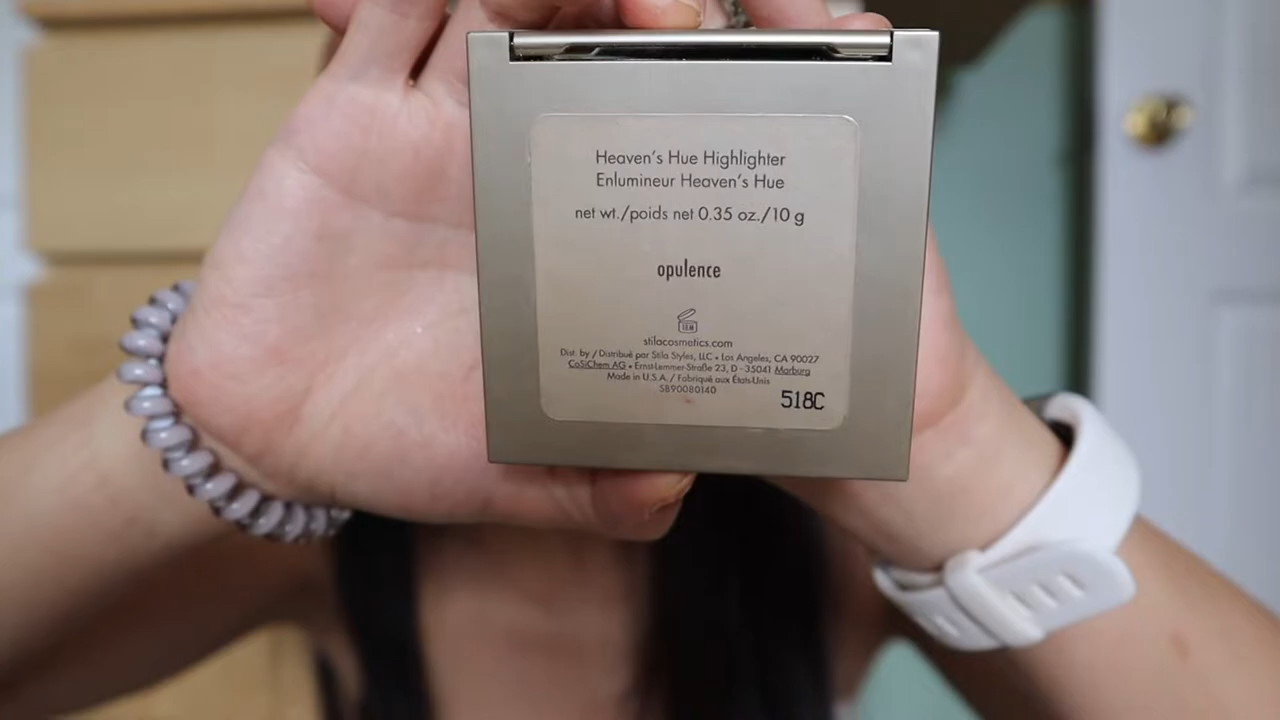 Heaven's Hue Highlighter
Enlumineur Heaven's Hue
net wt./poids net 0.35 oz./10 g
opulence
stilacosmetics.com
Dist. by / Distribué par Stila Styles, LLC • Los Angeles, CA 90027
CoSiChem AG • Ernst-Lemmer-Straße 23, D - 35041 Marburg
Made in U.S.A. / Fabriqué aux États-Unis
SB90080140
518C